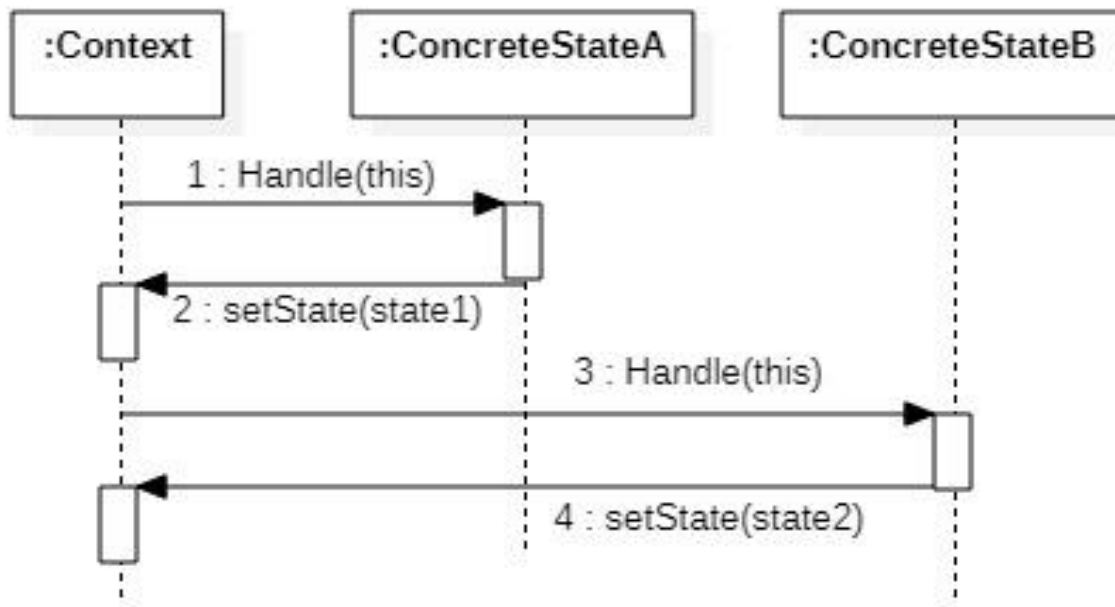 :Context
:ConcreteStateA
:ConcreteStateB
1 : Handle(this)
2 : setState(state1)
3 : Handle(this)
4 : setState(state2)